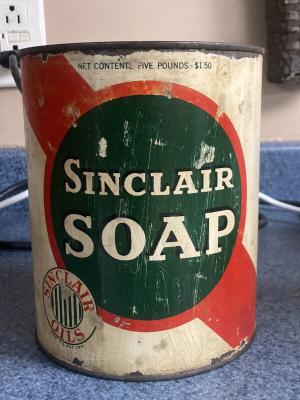 NET CONTENTS FIVE POUNDS - $1.50
SINCLAIR
SOAP
SINCLAIR
OILS